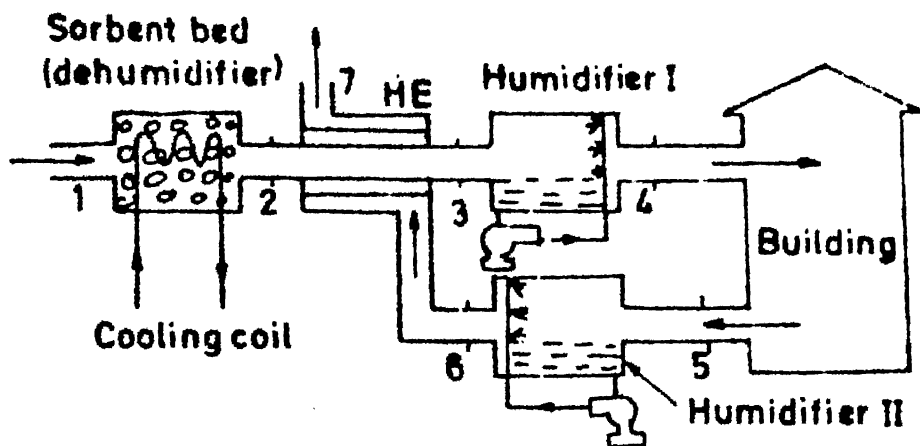 Sorbent bed
(dehumidifier)
7
HE
Humidifier I
1
2
3
4
Building
Cooling coil
6
5
Humidifier II